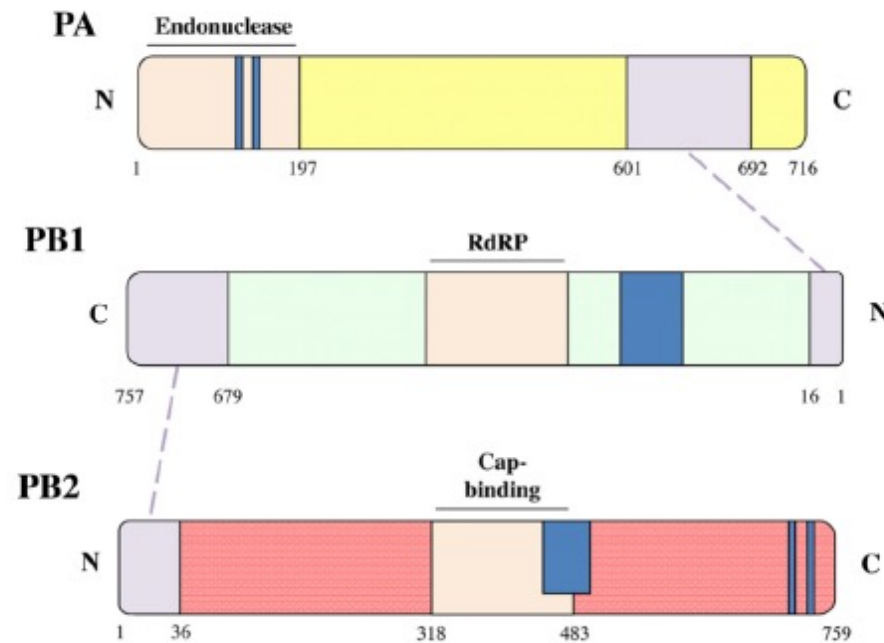 PA
Endonuclease
N
C
1 197 601 692 716
PB1
RdRP
C
N
757 679 16 1
PB2
Cap-
binding
N
C
1 36 318 483 759